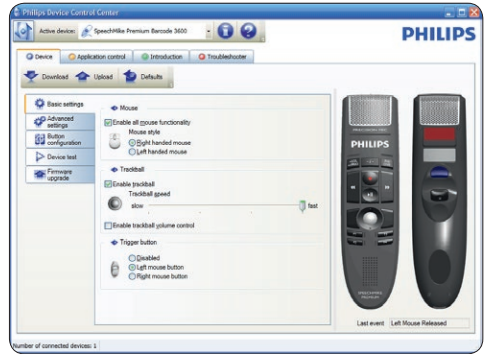 Philips Device Control Center
Active device: SpeechMike Premium Barcode 3600
PHILIPS
Device Application control Introduction Troubleshooter
Download Upload Defaults
Basic settings
Advanced settings
Button configuration
Device test
Firmware upgrade
Mouse
Enable all mouse functionality
Mouse style
Right handed mouse
Left handed mouse
Trackball
Enable trackball
Trackball speed
slow fast
Enable trackball volume control
Trigger button
Disabled
Left mouse button
Right mouse button
PHILIPS
Last event Left Mouse Released
Number of connected devices: 1